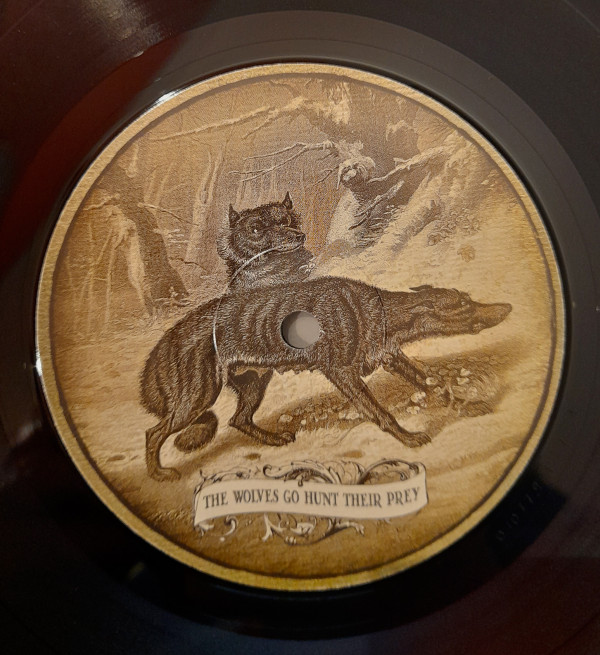 THE WOLVES GO HUNT THEIR PREY